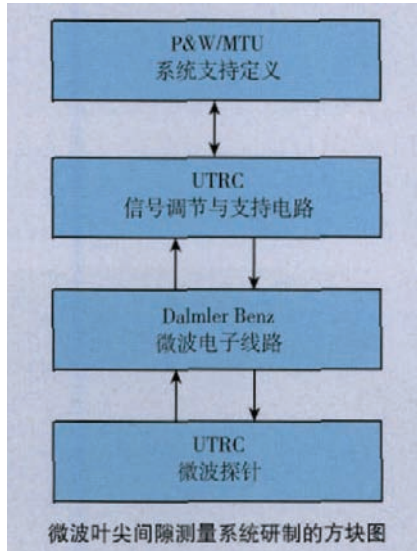 P&W/MTU
系统支持定义
UTRC
信号调节与支持电路
Dalmler Benz
微波电子线路
UTRC
微波探针
微波叶尖间隙测量系统研制的方块图